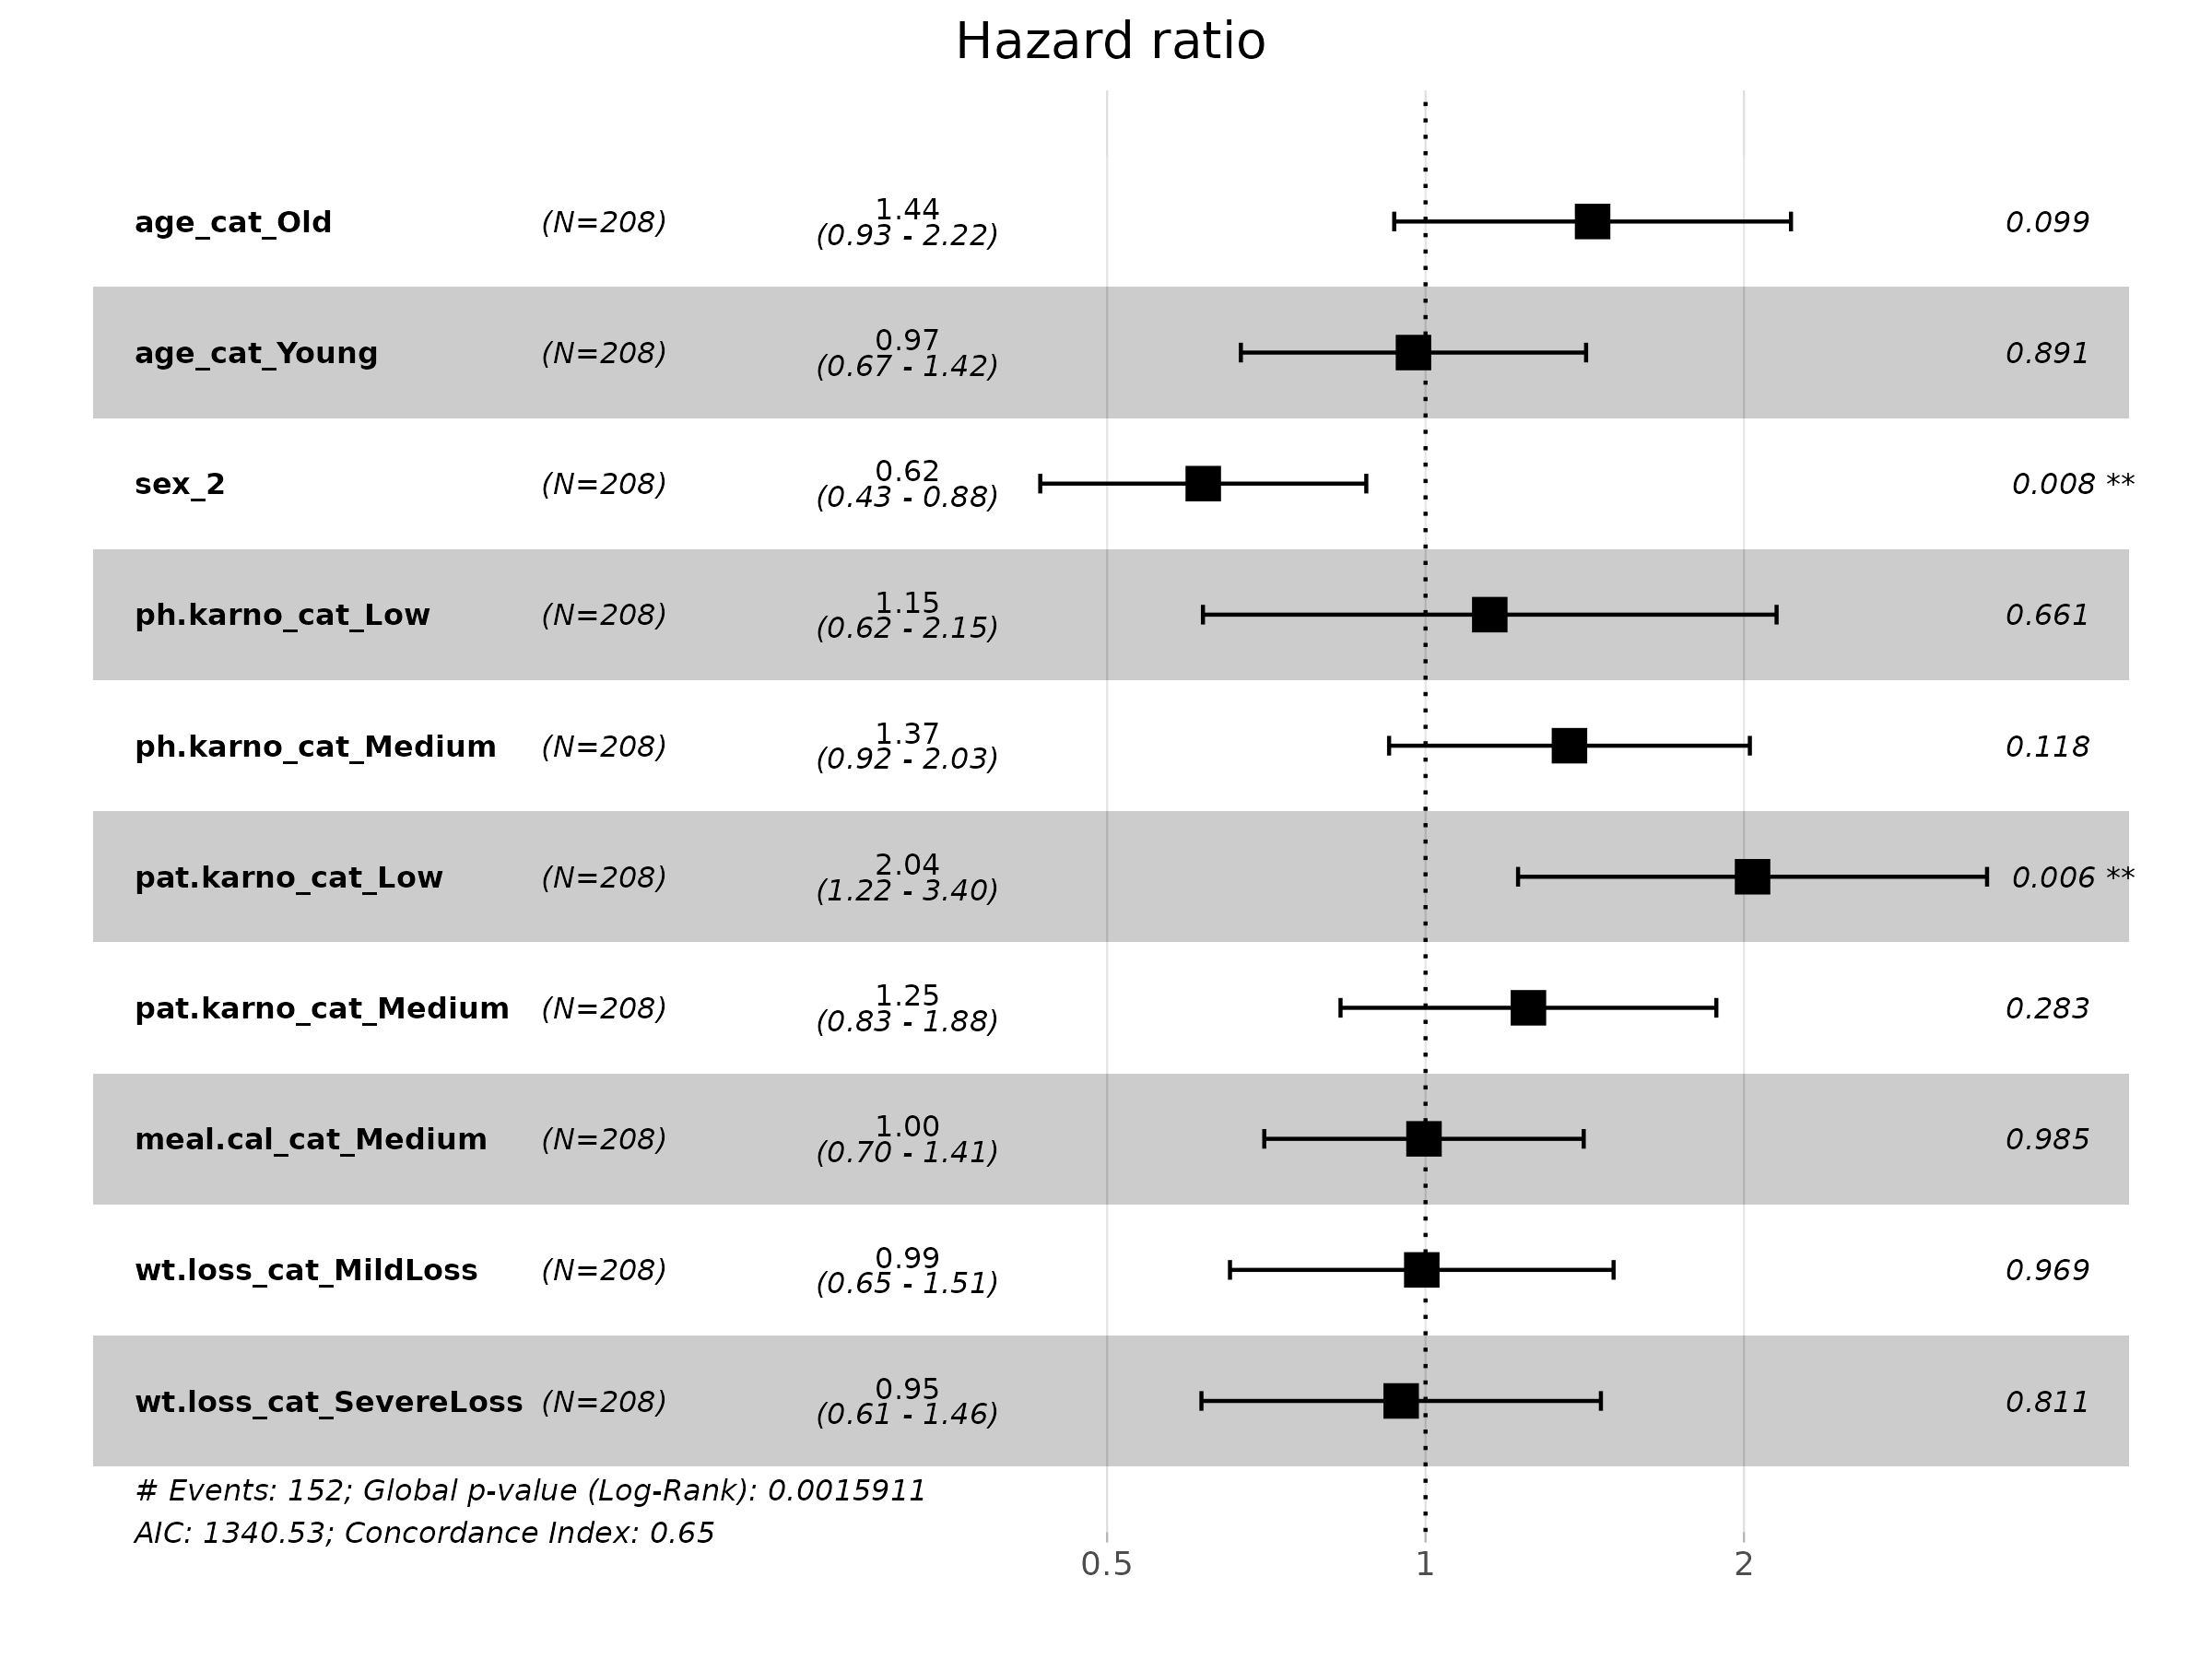 Hazard ratio
age_cat_Old (N=208) 1.44 0.099
(0.93 - 2.22)
age_cat_Young (N=208) 0.97 0.891
(0.67 - 1.42)
sex_2 (N=208) 0.62 0.008 **
(0.43 - 0.88)
ph.karno_cat_Low (N=208) 1.15 0.661
(0.62 - 2.15)
ph.karno_cat_Medium (N=208) 1.37 0.118
(0.92 - 2.03)
pat.karno_cat_Low (N=208) 2.04 0.006 **
(1.22 - 3.40)
pat.karno_cat_Medium (N=208) 1.25 0.283
(0.83 - 1.88)
meal.cal_cat_Medium (N=208) 1.00 0.985
(0.70 - 1.41)
wt.loss_cat_MildLoss (N=208) 0.99 0.969
(0.65 - 1.51)
wt.loss_cat_SevereLoss (N=208) 0.95 0.811
(0.61 - 1.46)
# Events: 152; Global p-value (Log-Rank): 0.0015911
AIC: 1340.53; Concordance Index: 0.65
0.5 1 2